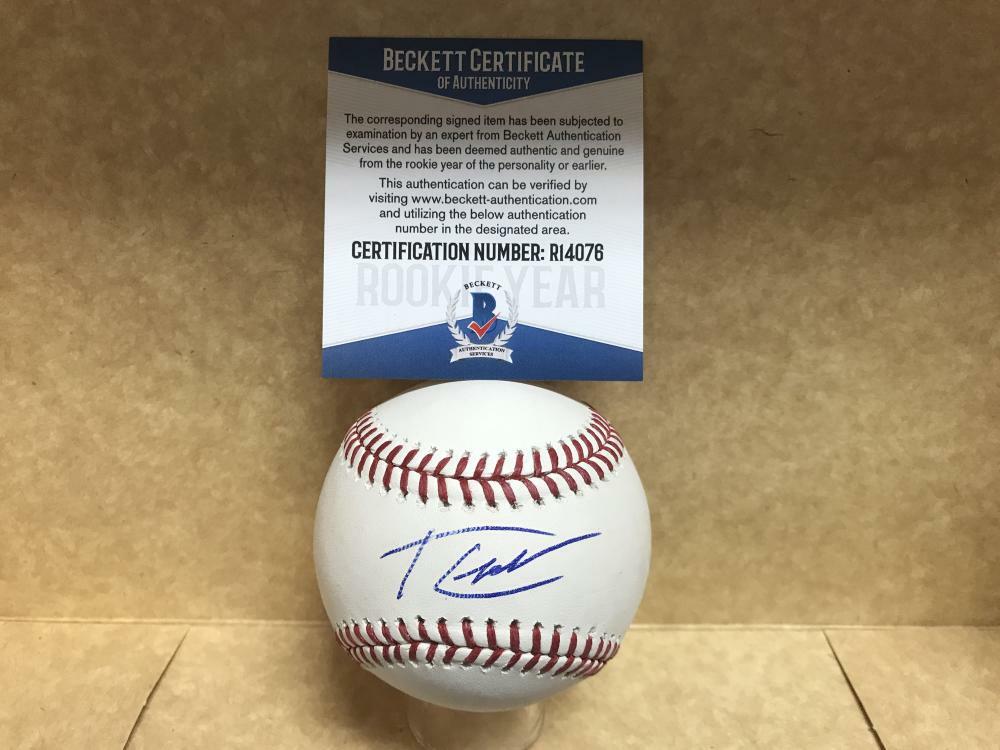 BECKETT CERTIFICATE
OF AUTHENTICITY
The corresponding signed item has been subjected to
examination by an expert from Beckett Authentication
Services and has been deemed authentic and genuine
from the rookie year of the personality or earlier.
This authentication can be verified by
visiting www.beckett-authentication.com
and utilizing the below authentication
number in the designated area.
CERTIFICATION NUMBER: R14076
ROOKIE YEAR
BECKETT
B
AUTHENTICATION
SERVICES